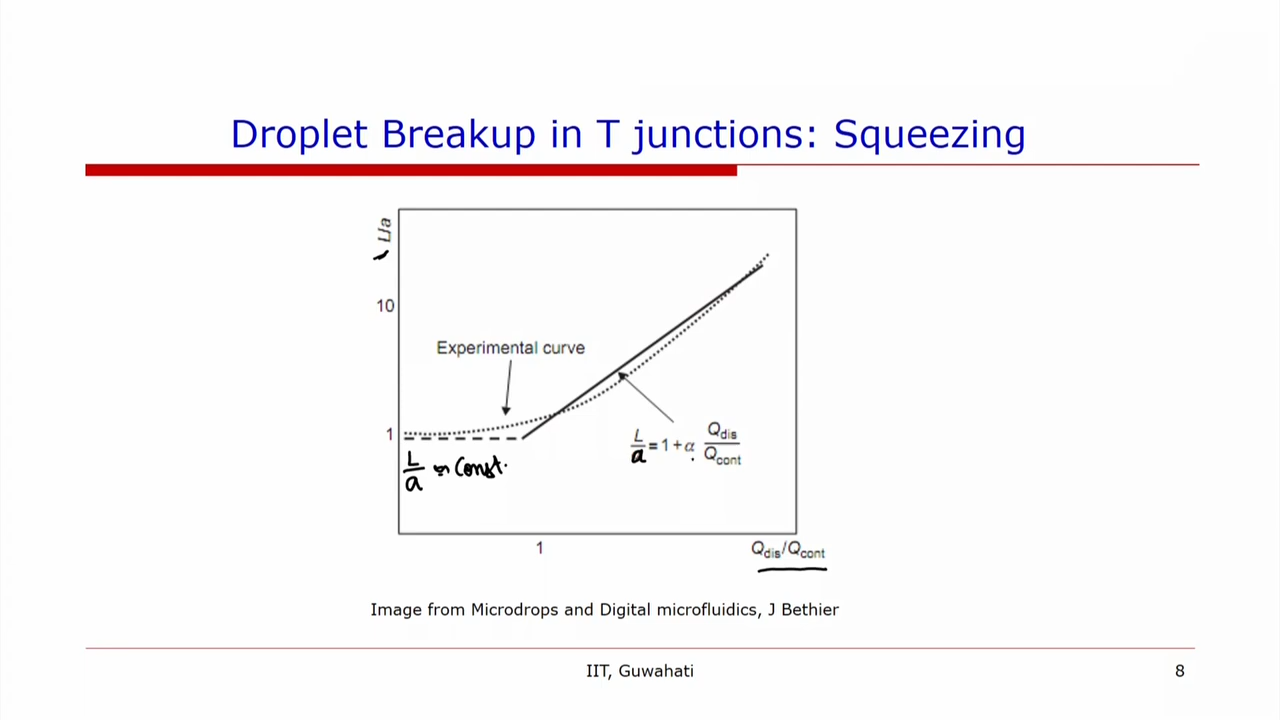 Droplet Breakup in T junctions: Squeezing
L/a
10
Experimental curve
1
L/a = 1 + α Qdis/Qcont
L/a ≈ Const.
1
Qdis/Qcont
Image from Microdrops and Digital microfluidics, J Bethier
IIT, Guwahati
8